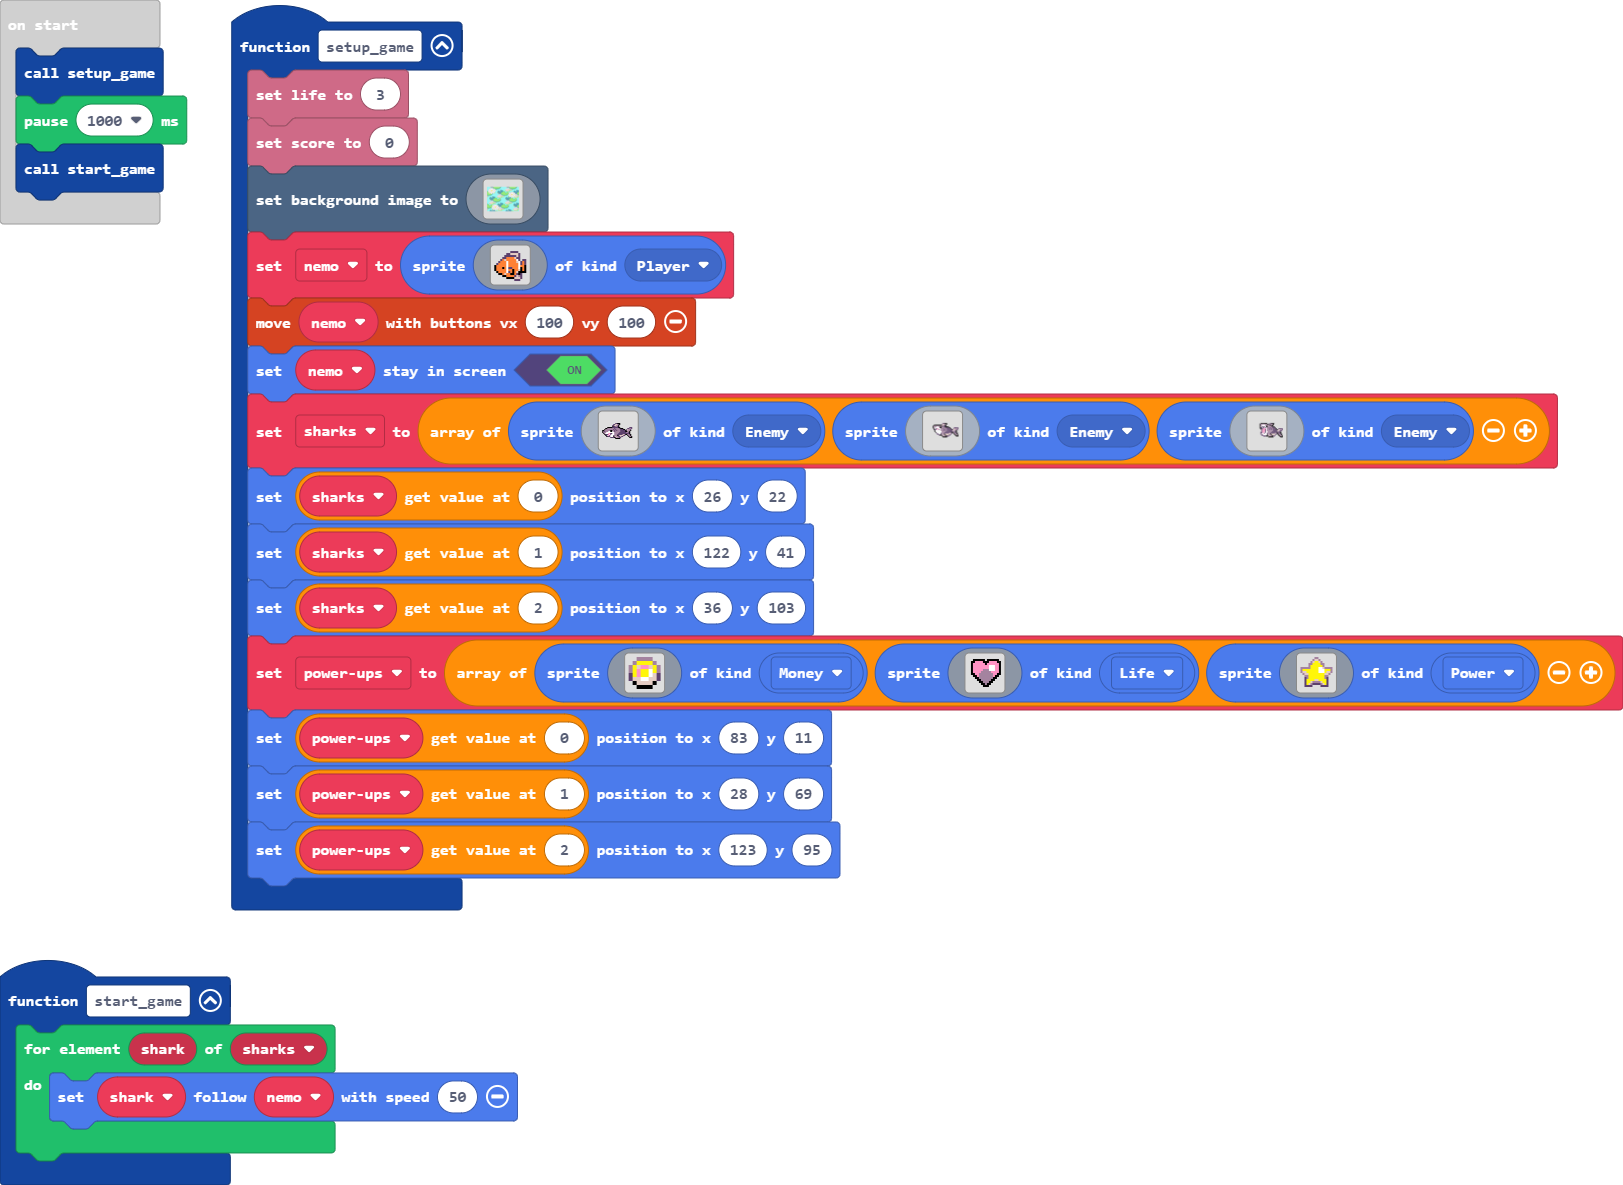 on start
call setup_game
pause 1000 ms
call start_game
function setup_game
set life to 3
set score to 0
set background image to
set nemo to sprite of kind Player
move nemo with buttons vx 100 vy 100
set nemo stay in screen ON
set sharks to array of sprite of kind Enemy sprite of kind Enemy sprite of kind Enemy
set sharks get value at 0 position to x 26 y 22
set sharks get value at 1 position to x 122 y 41
set sharks get value at 2 position to x 36 y 103
set power-ups to array of sprite of kind Money sprite of kind Life sprite of kind Power
set power-ups get value at 0 position to x 83 y 11
set power-ups get value at 1 position to x 28 y 69
set power-ups get value at 2 position to x 123 y 95
function start_game
for element shark of sharks
do
set shark follow nemo with speed 50